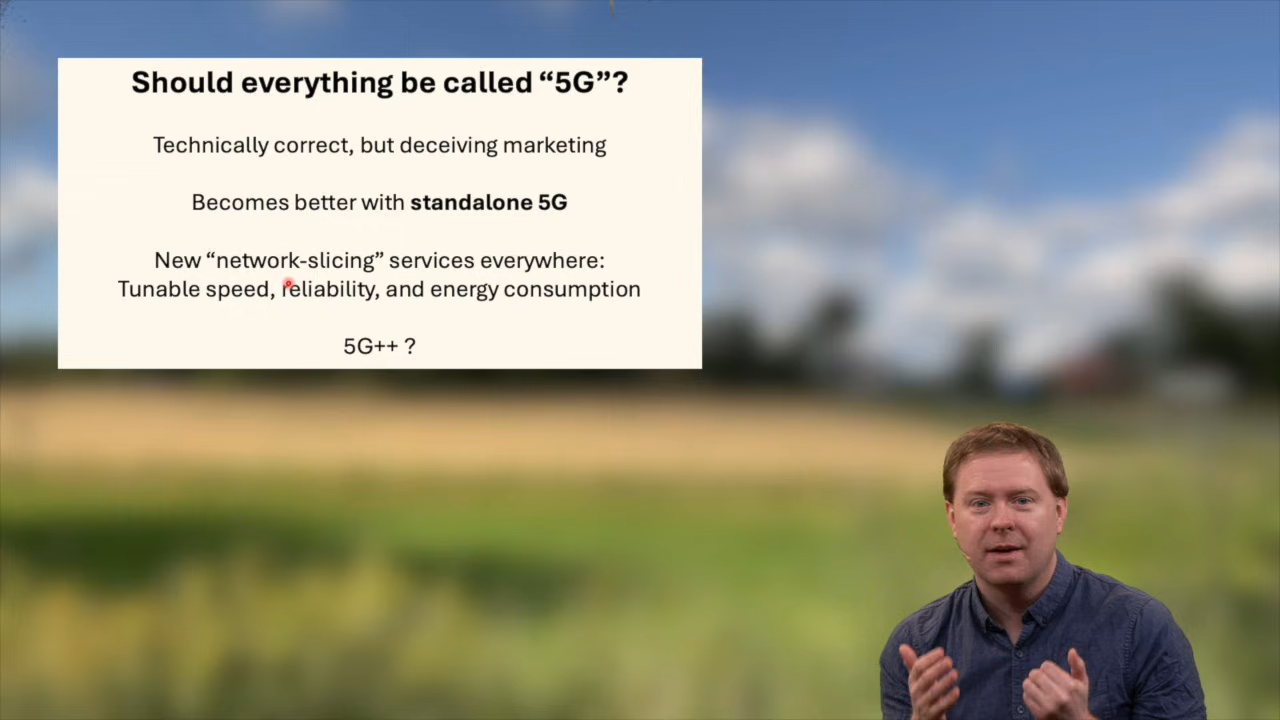 Should everything be called “5G”?
Technically correct, but deceiving marketing
Becomes better with standalone 5G
New “network-slicing” services everywhere:
Tunable speed, reliability, and energy consumption
5G++ ?